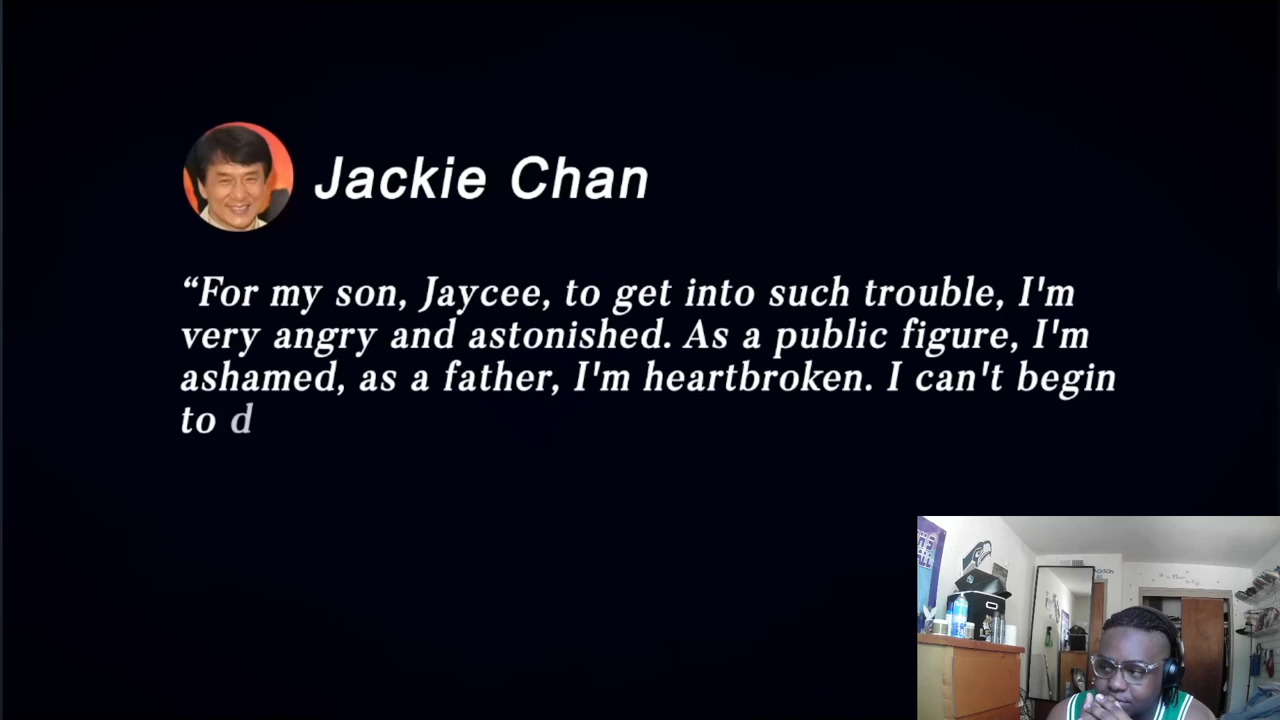 Jackie Chan
“For my son, Jaycee, to get into such trouble, I'm
very angry and astonished. As a public figure, I'm
ashamed, as a father, I'm heartbroken. I can't begin
to d